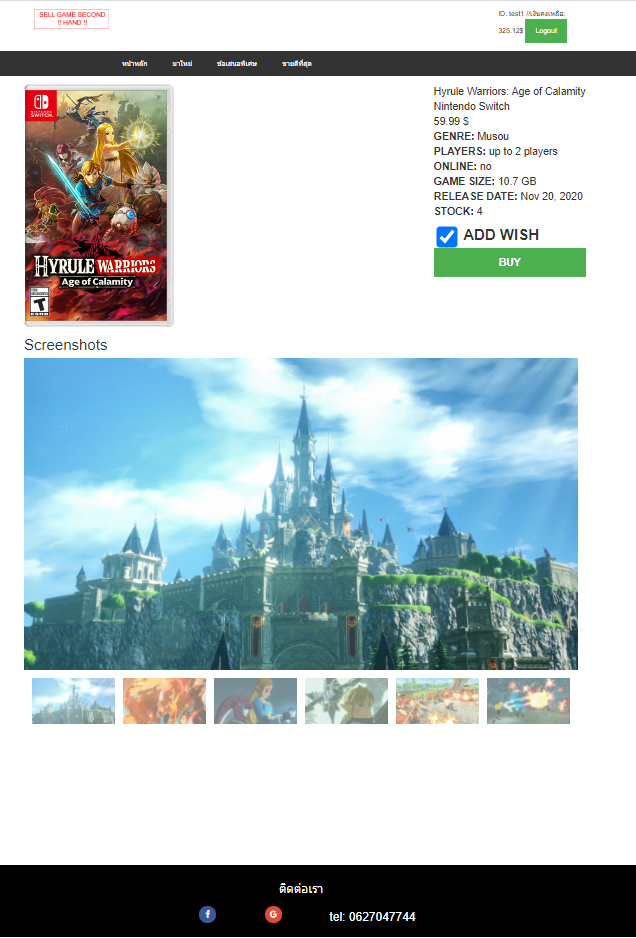 SELL GAME SECOND
!! HAND !!
ID: test1 //เงินคงเหลือ:
325.12$ Logout
หน้าหลัก มาใหม่ ข้อเสนอพิเศษ ขายดีที่สุด
NINTENDO
SWITCH
HYRULE WARRIORS
Age of Calamity
T
ESRB
Hyrule Warriors: Age of Calamity
Nintendo Switch
59.99 $
GENRE: Musou
PLAYERS: up to 2 players
ONLINE: no
GAME SIZE: 10.7 GB
RELEASE DATE: Nov 20, 2020
STOCK: 4
ADD WISH
BUY
Screenshots
ติดต่อเรา
f G tel: 0627047744